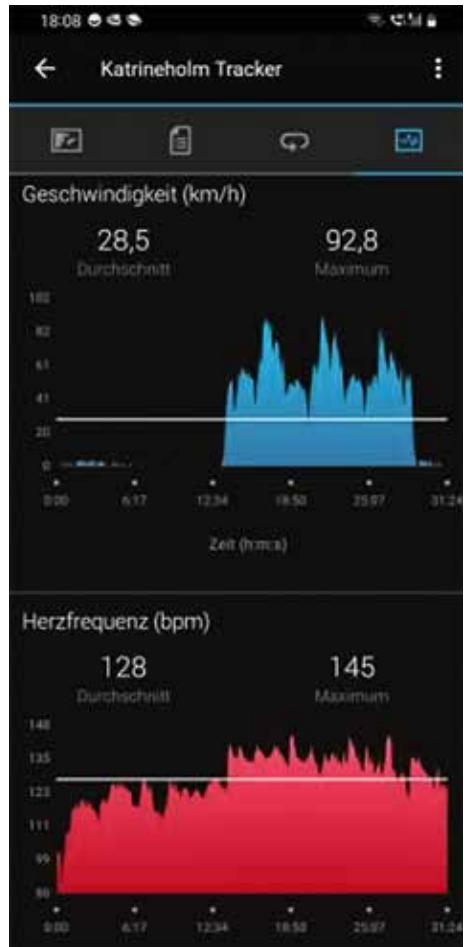 18:08
Katrineholm Tracker
Geschwindigkeit (km/h)
28,5 92,8
Durchschnitt Maximum
102
82
61
41
20
0
0:00 6:17 12:34 18:50 25:07 31:24
Zeit (h:m:s)
Herzfrequenz (bpm)
128 145
Durchschnitt Maximum
148
135
123
111
99
86
0:00 6:17 12:34 18:50 25:07 31:24